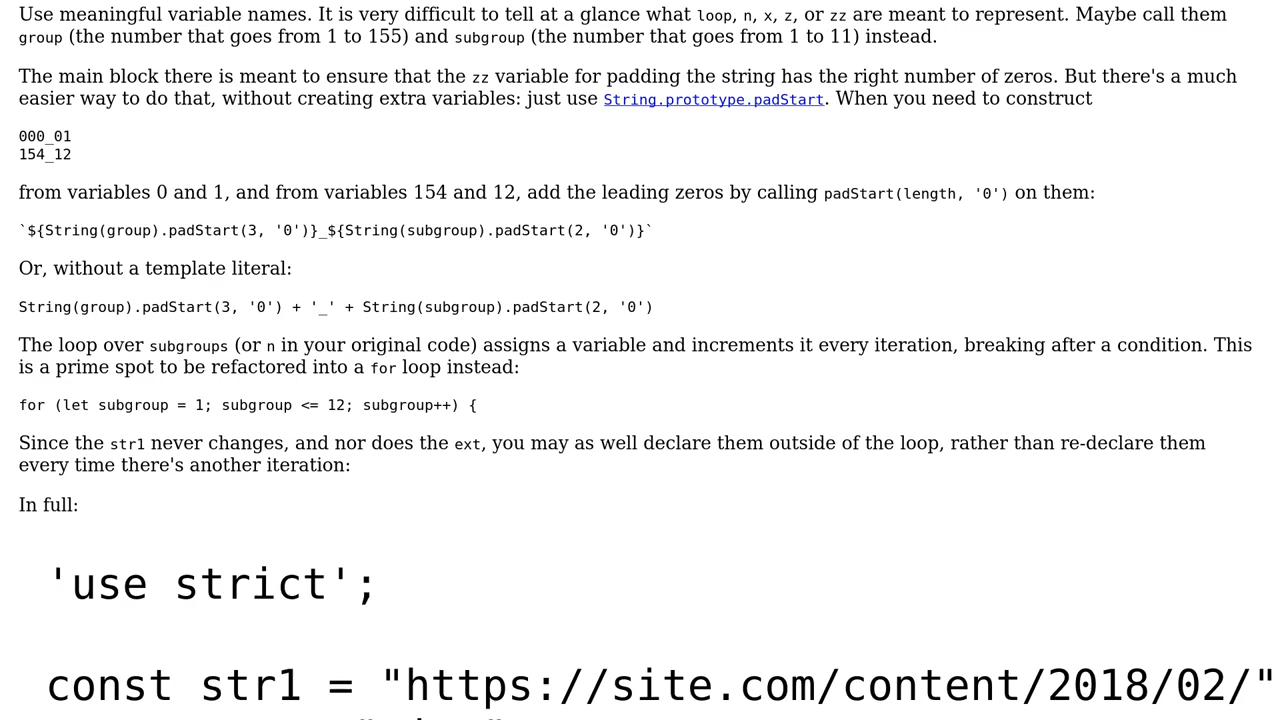 Use meaningful variable names. It is very difficult to tell at a glance what loop, n, x, z, or zz are meant to represent. Maybe call them
group (the number that goes from 1 to 155) and subgroup (the number that goes from 1 to 11) instead.
The main block there is meant to ensure that the zz variable for padding the string has the right number of zeros. But there's a much
easier way to do that, without creating extra variables: just use String.prototype.padStart. When you need to construct
000_01
154_12
from variables 0 and 1, and from variables 154 and 12, add the leading zeros by calling padStart(length, '0') on them:
`${String(group).padStart(3, '0')}_${String(subgroup).padStart(2, '0')}`
Or, without a template literal:
String(group).padStart(3, '0') + '_' + String(subgroup).padStart(2, '0')
The loop over subgroups (or n in your original code) assigns a variable and increments it every iteration, breaking after a condition. This
is a prime spot to be refactored into a for loop instead:
for (let subgroup = 1; subgroup <= 12; subgroup++) {
Since the str1 never changes, and nor does the ext, you may as well declare them outside of the loop, rather than re-declare them
every time there's another iteration:
In full:
'use strict';
const str1 = "https://site.com/content/2018/02/"